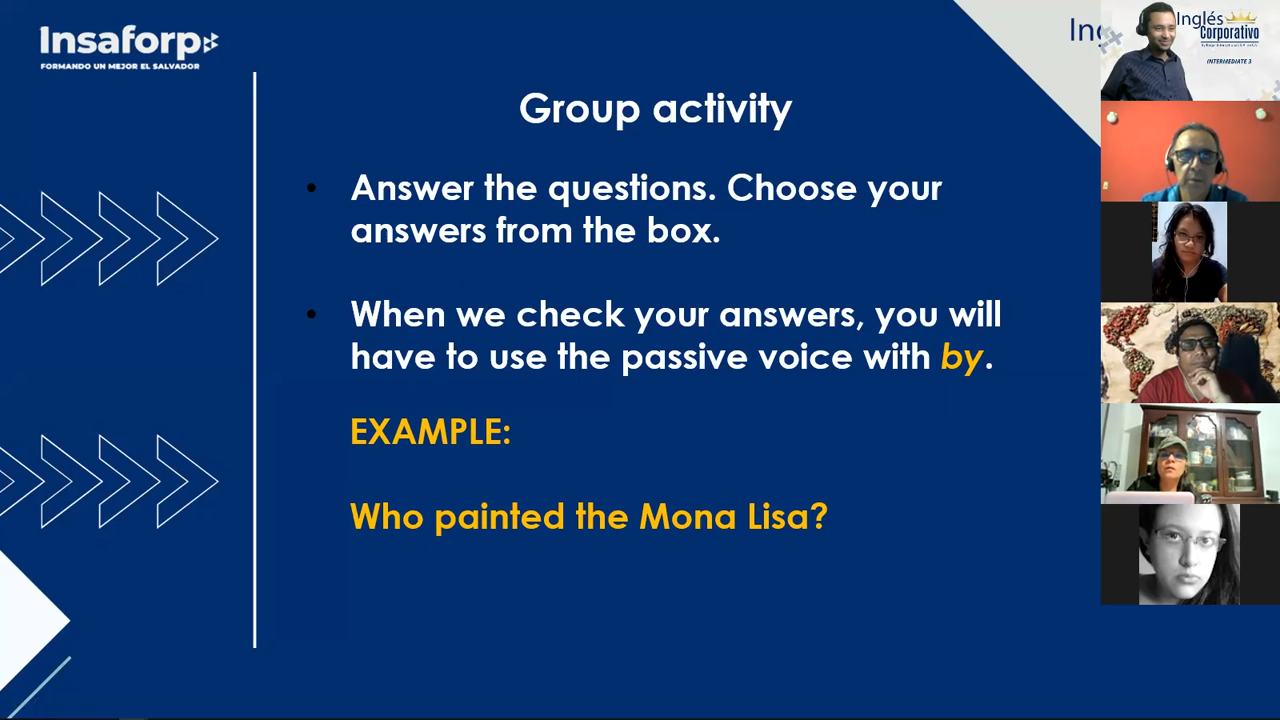 Insaforp
FORMANDO UN MEJOR EL SALVADOR
Inglés
Corporativo
INTERMEDIATE 3
Group activity
• Answer the questions. Choose your
answers from the box.
• When we check your answers, you will
have to use the passive voice with by.
EXAMPLE:
Who painted the Mona Lisa?